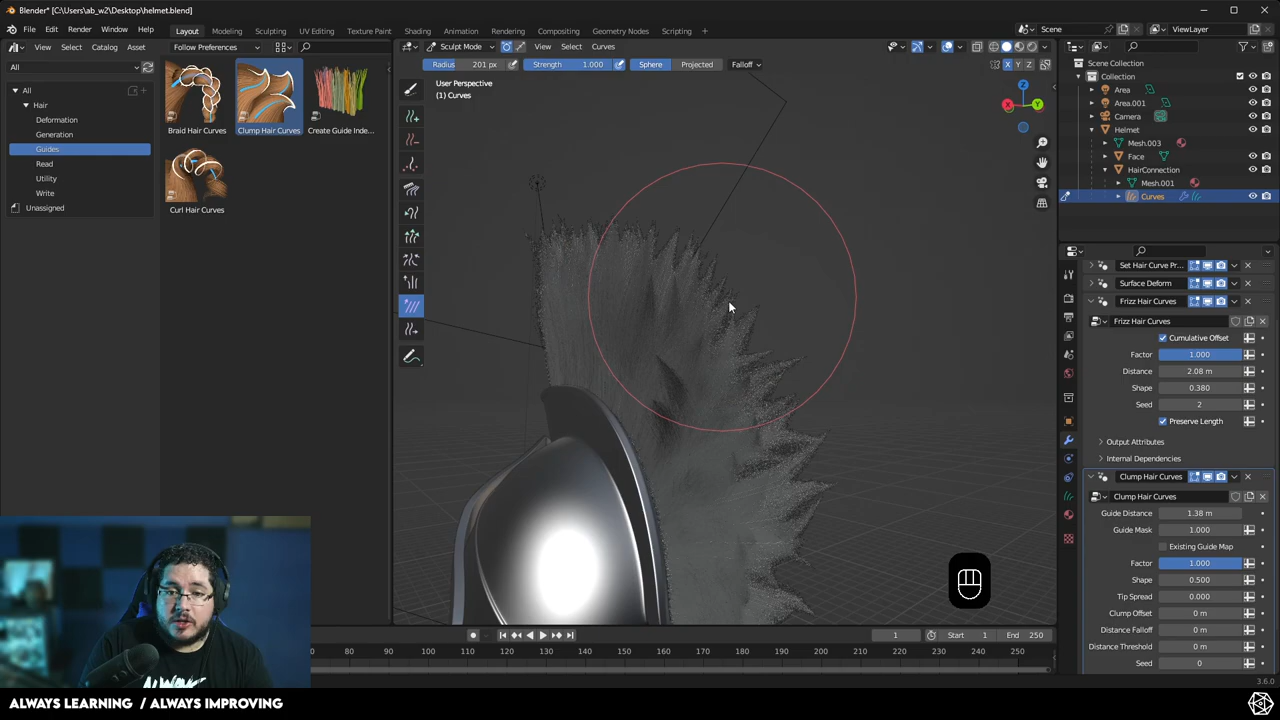 Blender* [C:\Users\ab_w2\Desktop\helmet.blend]
File Edit Render Window Help Layout Modeling Sculpting UV Editing Texture Paint Shading Animation Rendering Compositing Geometry Nodes Scripting + Scene ViewLayer
View Select Catalog Asset Follow Preferences
Sculpt Mode View Select Curves
All
Radius 201 px Strength 1.000 Sphere Projected Falloff
X Y Z
All
Hair
Deformation
Generation
Guides
Read
Utility
Write
Unassigned
Braid Hair Curves
Clump Hair Curves
Create Guide Inde...
Curl Hair Curves
User Perspective
(1) Curves
Z
X Y
Scene Collection
Collection
Area
Area.001
Camera
Helmet
Mesh.003
Face
HairConnection
Mesh.001
Curves
Set Hair Curve Pr...
Surface Deform
Frizz Hair Curves
Frizz Hair Curves
Cumulative Offset
Factor 1.000
Distance 2.08 m
Shape 0.380
Seed 2
Preserve Length
Output Attributes
Internal Dependencies
Clump Hair Curves
Clump Hair Curves
Guide Distance 1.38 m
Guide Mask 1.000
Existing Guide Map
Factor 1.000
Shape 0.500
Tip Spread 0.000
Clump Offset 0 m
Distance Falloff 0 m
Distance Threshold 0 m
Seed 0
1 Start 1 End 250
80 90 100 110 120 130 140 150 160 170 180 190 200 210 220 230 240 250
3.6.0
ALWAYS LEARNING / ALWAYS IMPROVING